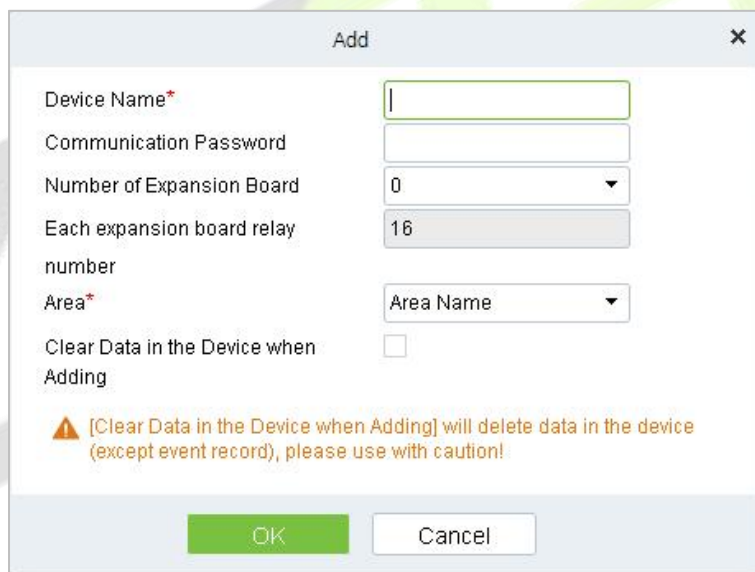 Add
Device Name*
Communication Password
Number of Expansion Board 0
Each expansion board relay 16
number
Area* Area Name
Clear Data in the Device when
Adding
[Clear Data in the Device when Adding] will delete data in the device
(except event record), please use with caution!
OK Cancel